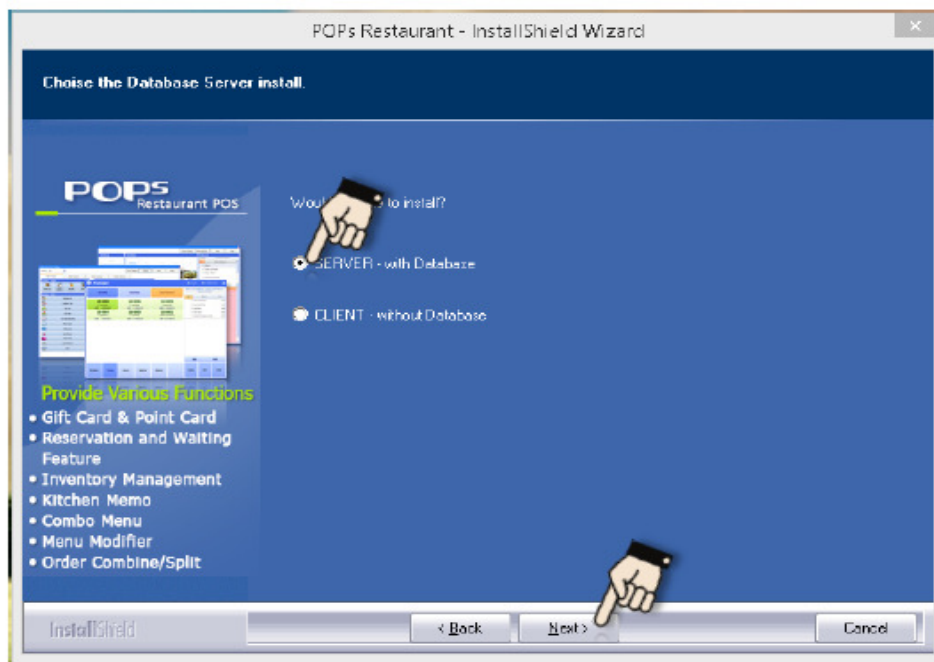 POPs Restaurant - InstallShield Wizard
Choise the Database Server install.
POPs
Restaurant POS
to install?
SERVER - with Database
CLIENT - without Database
Provide Various Functions
• Gift Card & Point Card
• Reservation and Waiting
Feature
• Inventory Management
• Kitchen Memo
• Combo Menu
• Menu Modifier
• Order Combine/Split
InstallShield
< Back
Next >
Cancel